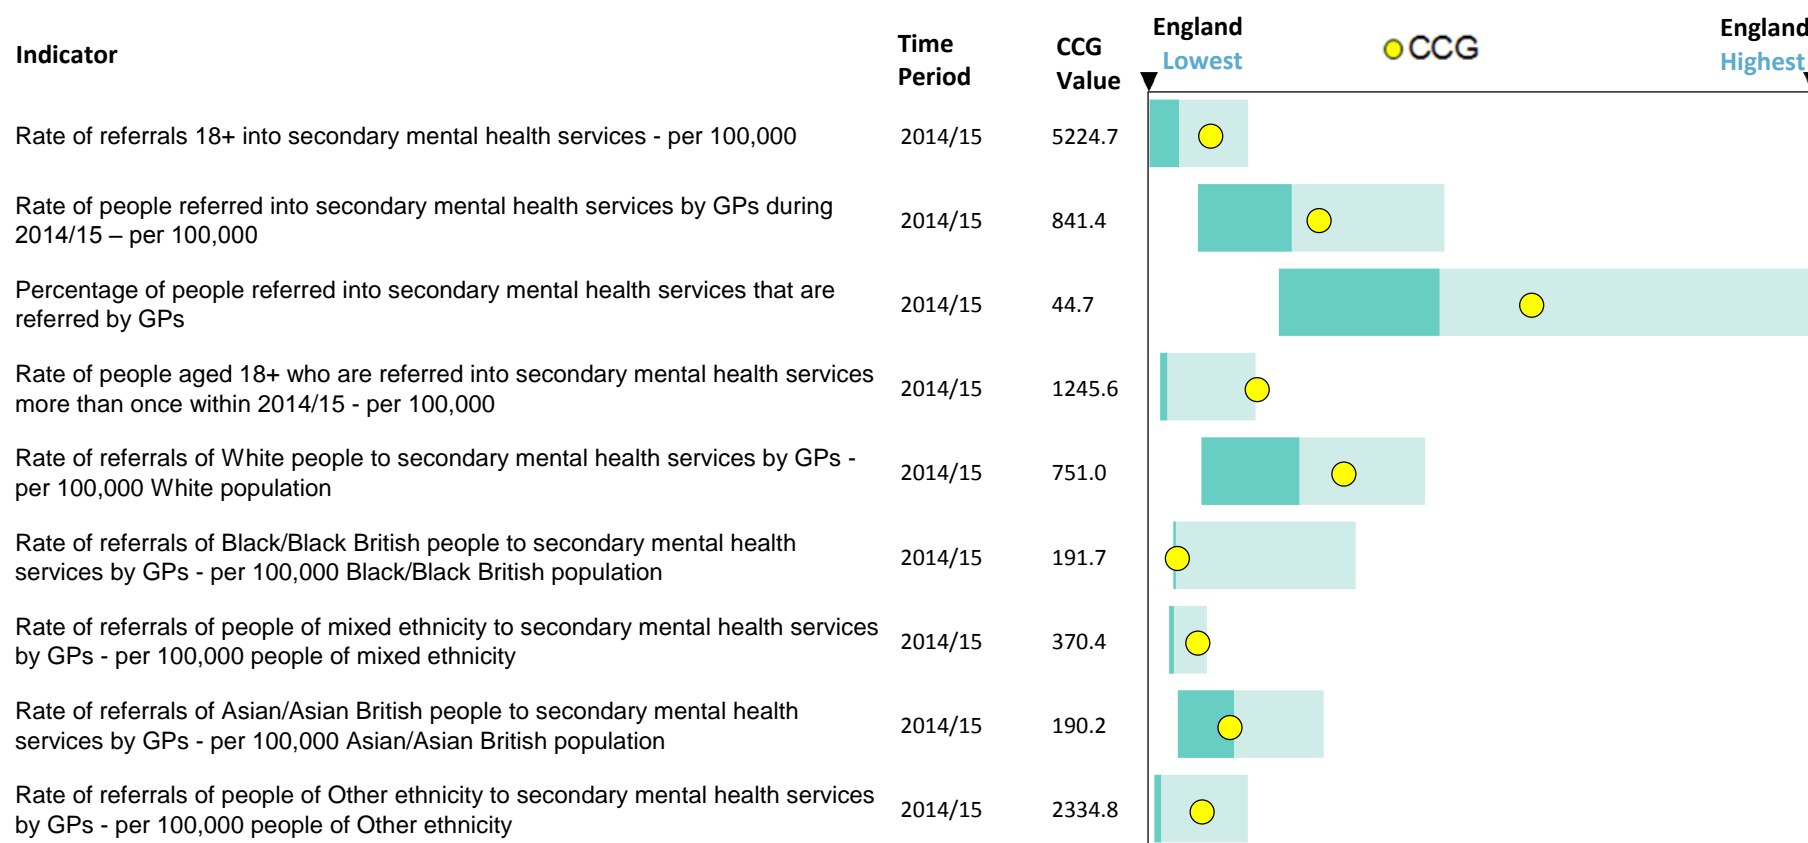 Indicator
Time Period
CCG Value
England Lowest
CCG
England Highest
Rate of referrals 18+ into secondary mental health services - per 100,000
2014/15
5224.7
Rate of people referred into secondary mental health services by GPs during
2014/15 – per 100,000
2014/15
841.4
Percentage of people referred into secondary mental health services that are
referred by GPs
2014/15
44.7
Rate of people aged 18+ who are referred into secondary mental health services
more than once within 2014/15 - per 100,000
2014/15
1245.6
Rate of referrals of White people to secondary mental health services by GPs -
per 100,000 White population
2014/15
751.0
Rate of referrals of Black/Black British people to secondary mental health
services by GPs - per 100,000 Black/Black British population
2014/15
191.7
Rate of referrals of people of mixed ethnicity to secondary mental health services
by GPs - per 100,000 people of mixed ethnicity
2014/15
370.4
Rate of referrals of Asian/Asian British people to secondary mental health
services by GPs - per 100,000 Asian/Asian British population
2014/15
190.2
Rate of referrals of people of Other ethnicity to secondary mental health services
by GPs - per 100,000 people of Other ethnicity
2014/15
2334.8